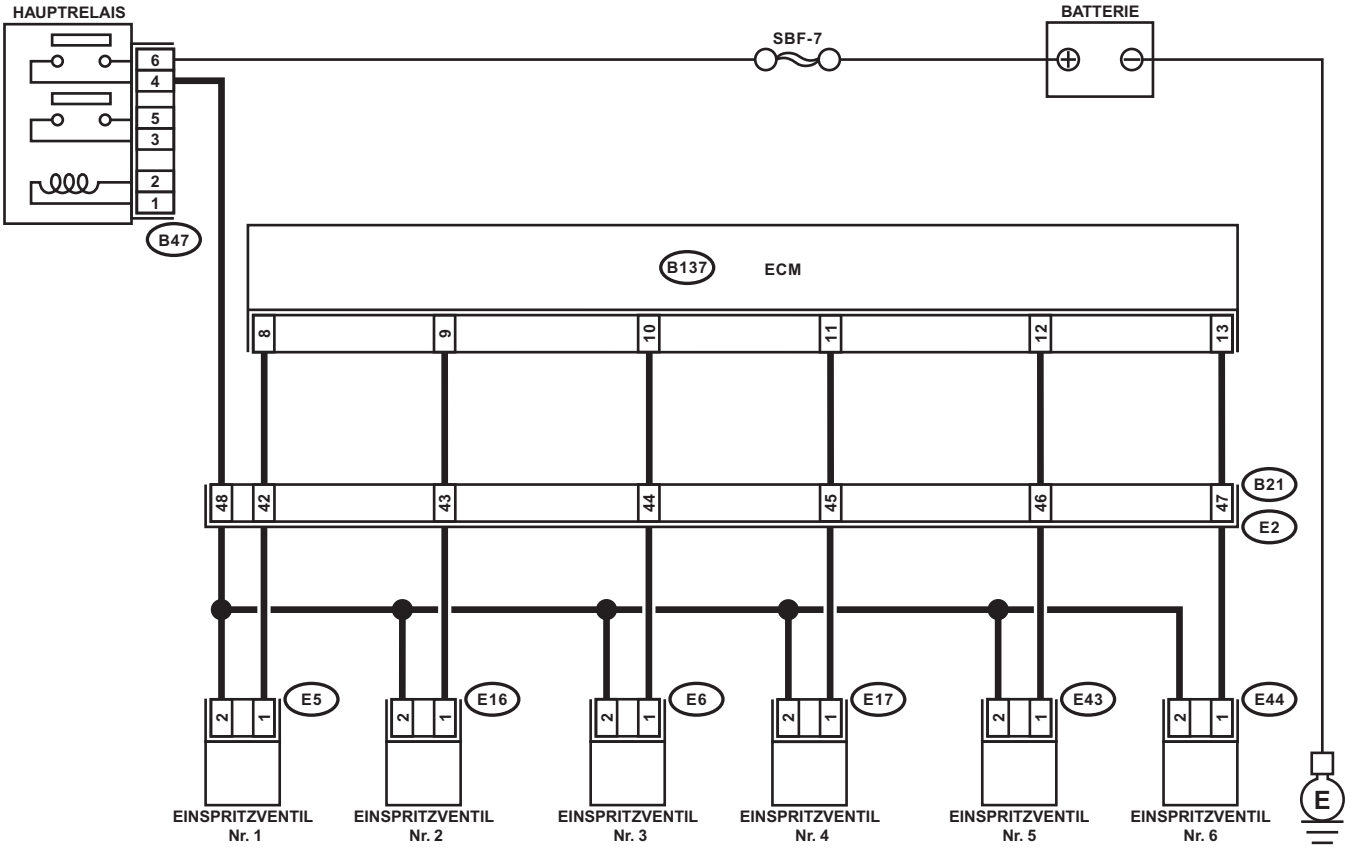 HAUPTRELAIS
BATTERIE
SBF-7
6
4
5
3
2
1
B47
B137 ECM
8 9 10 11 12 13
48 42 43 44 45 46 47
B21
E2
2 1 E5
2 1 E16
2 1 E6
2 1 E17
2 1 E43
2 1 E44
E
EINSPRITZVENTIL
Nr. 1
EINSPRITZVENTIL
Nr. 2
EINSPRITZVENTIL
Nr. 3
EINSPRITZVENTIL
Nr. 4
EINSPRITZVENTIL
Nr. 5
EINSPRITZVENTIL
Nr. 6